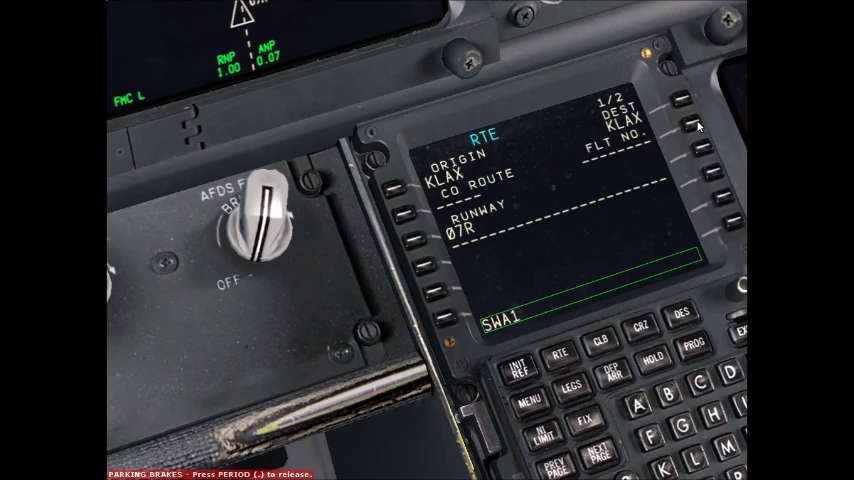 RNP
1.00
ANP
0.07
FMC L
RTE
1/2
ORIGIN
DEST
KLAX
KLAX
CO ROUTE
FLT NO.
-----
--------
RUNWAY
07R
SWA1
OFF
INIT
REF
RTE
CLB
CRZ
DES
MENU
LEGS
DEP
ARR
HOLD
PROG
N1
LIMIT
FIX
A
B
C
D
PREV
PAGE
NEXT
PAGE
F
G
H
I
K
L
M
PARKING BRAKES - Press PERIOD (.) to release.